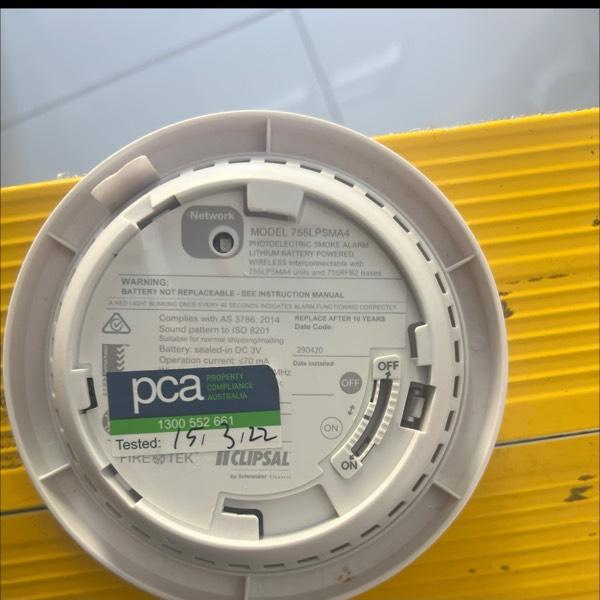 Network
MODEL 755LPSMA4
PHOTOELECTRIC SMOKE ALARM
LITHIUM BATTERY POWERED,
WIRELESS interconnectable with
755LPSMA4 units and 755RFB2 bases
WARNING:
BATTERY NOT REPLACEABLE - SEE INSTRUCTION MANUAL
A RED LIGHT BLINKING ONCE EVERY 40 SECONDS INDICATES ALARM FUNCTIONING CORRECTLY
Complies with AS 3786: 2014
Sound pattern to ISO 8201
Suitable for normal shipping/mailing
Battery: sealed-in DC 3V
Operation current: ≤70 mA
MHz
REPLACE AFTER 10 YEARS
Date Code:
290420
Date installed
OFF
OFF
ON
ON
pca PROPERTY
COMPLIANCE
AUSTRALIA
1300 552 661
Tested: 15, 3, 22
FIRE TEK
CLIPSAL
by Schneider Electric